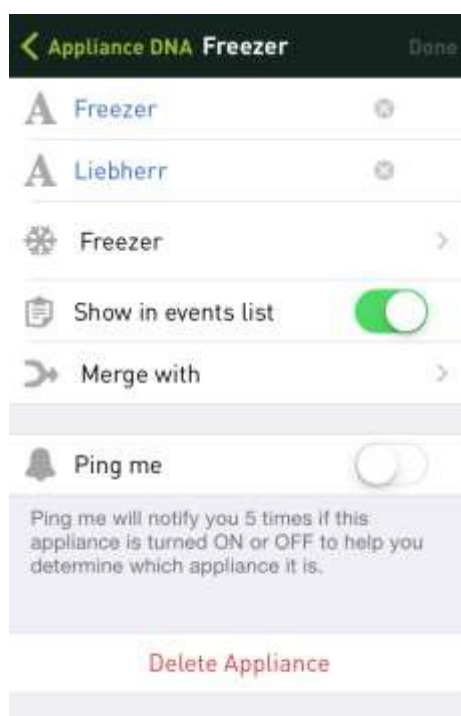 Appliance DNA Freezer Done
A Freezer
A Liebherr
Freezer
Show in events list
Merge with
Ping me
Ping me will notify you 5 times if this
appliance is turned ON or OFF to help you
determine which appliance it is.
Delete Appliance